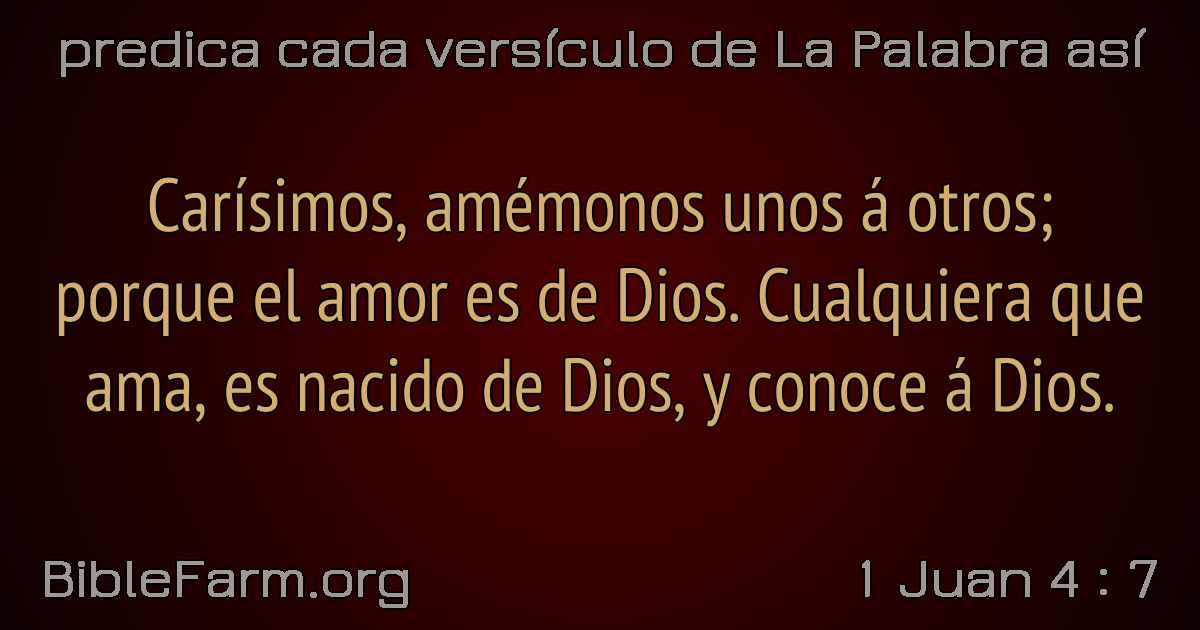 predica cada versículo de La Palabra así
Carísimos, amémonos unos á otros;
porque el amor es de Dios. Cualquiera que
ama, es nacido de Dios, y conoce á Dios.
BibleFarm.org
1 Juan 4 : 7